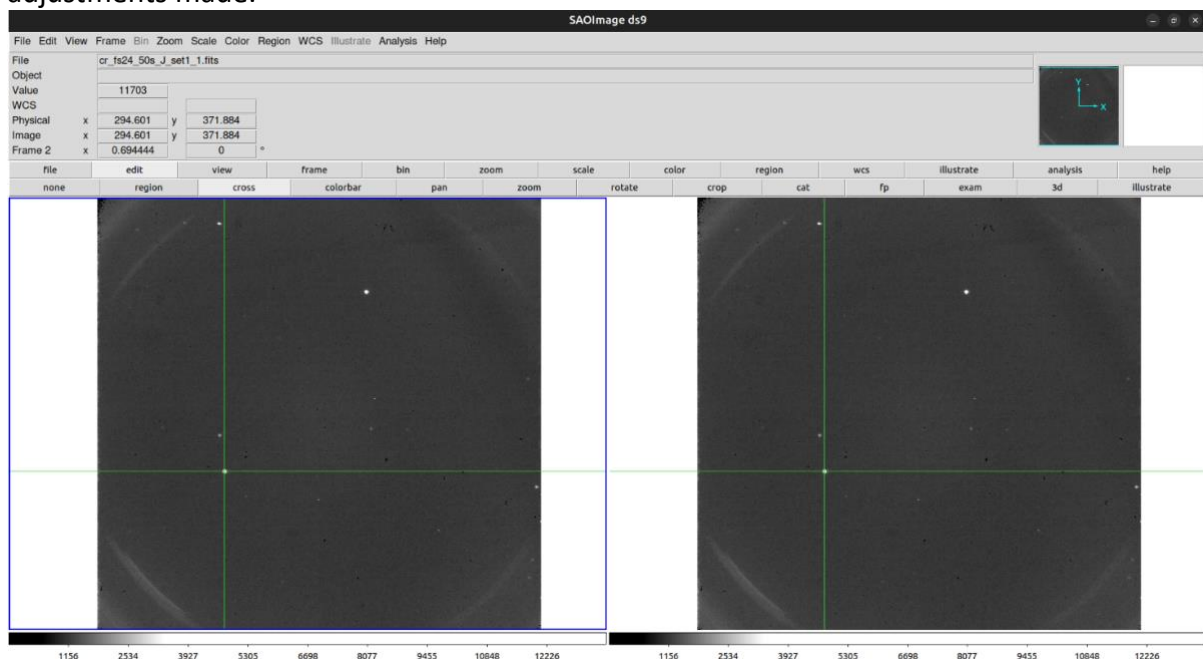 adjustments made.
SAOImage ds9
File Edit View Frame Bin Zoom Scale Color Region WCS Illustrate Analysis Help
File cr_fs24_50s_J_set1_1.fits
Object
Value 11703
WCS
Physical x 294.601 y 371.884
Image x 294.601 y 371.884
Frame 2 x 0.694444 0 °
file edit view frame bin zoom scale color region wcs illustrate analysis help
none region cross colorbar pan zoom rotate crop cat fp exam 3d illustrate
Y
X
1156 2534 3927 5305 6698 8077 9455 10848 12226 1156 2534 3927 5305 6698 8077 9455 10848 12226